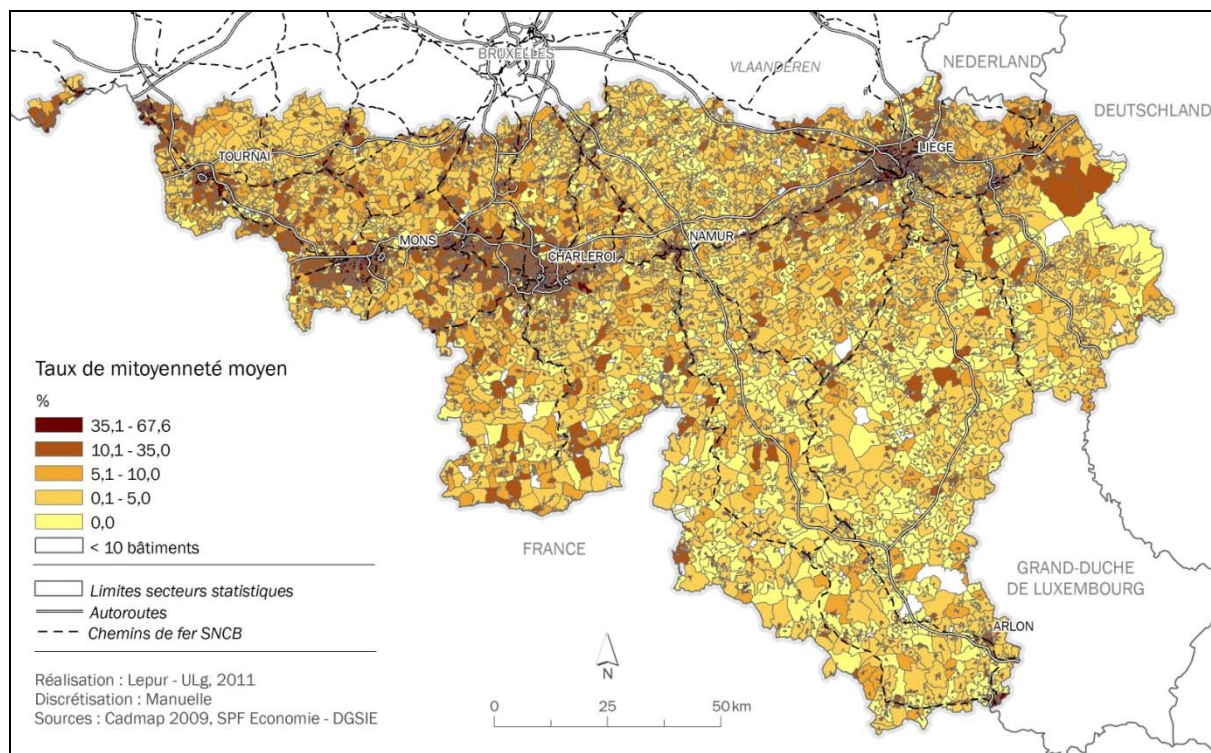 BRUXELLES
VLAANDEREN
NEDERLAND
DEUTSCHLAND
TOURNAI
LIÈGE
MONS
NAMUR
CHARLEROI
Taux de mitoyenneté moyen
%
35,1 - 67,6
10,1 - 35,0
5,1 - 10,0
0,1 - 5,0
0,0
< 10 bâtiments
Limites secteurs statistiques
Autoroutes
Chemins de fer SNCB
FRANCE
GRAND-DUCHE
DE LUXEMBOURG
ARLON
Réalisation : Lepur - ULg, 2011
Discrétisation : Manuelle
Sources : Cadmap 2009, SPF Economie - DGSIE
N
0 25 50 km